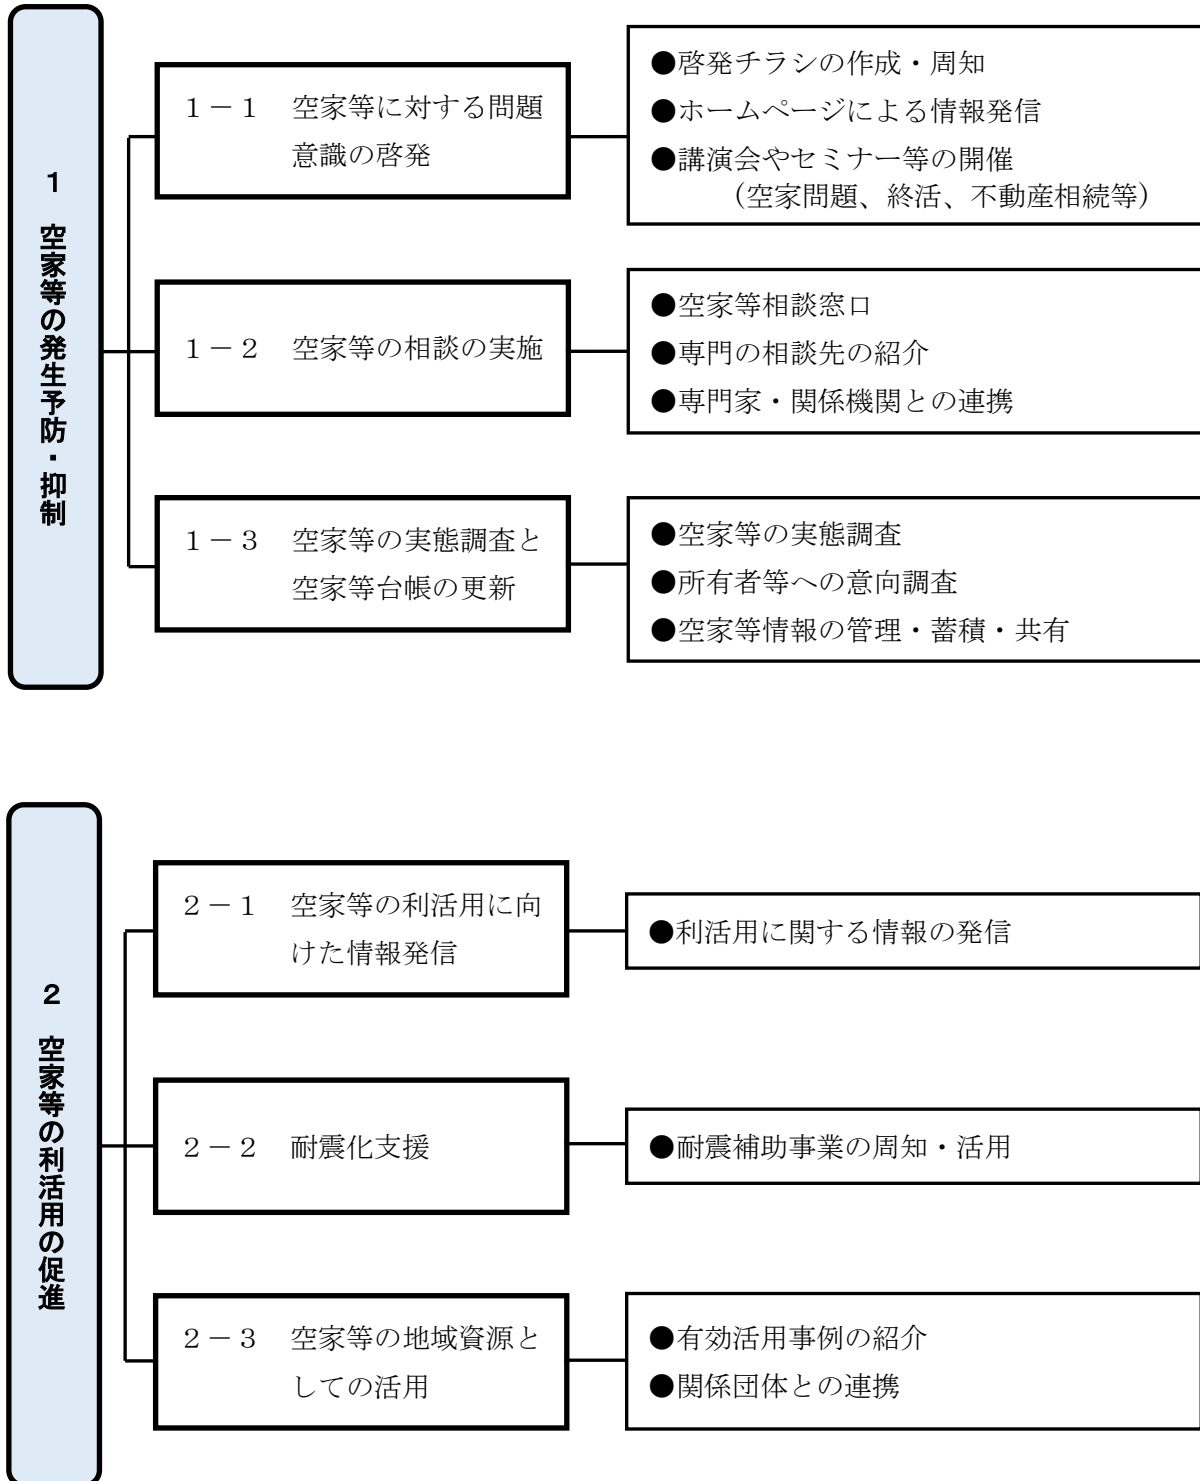 1　空家等の発生予防・抑制
１－１　空家等に対する問題
意識の啓発
●啓発チラシの作成・周知
●ホームページによる情報発信
●講演会やセミナー等の開催
（空家問題、終活、不動産相続等）
１－２　空家等の相談の実施
●空家等相談窓口
●専門の相談先の紹介
●専門家・関係機関との連携
１－３　空家等の実態調査と
空家等台帳の更新
●空家等の実態調査
●所有者等への意向調査
●空家等情報の管理・蓄積・共有
2　空家等の利活用の促進
２－１　空家等の利活用に向
けた情報発信
●利活用に関する情報の発信
２－２　耐震化支援
●耐震補助事業の周知・活用
２－３　空家等の地域資源と
しての活用
●有効活用事例の紹介
●関係団体との連携